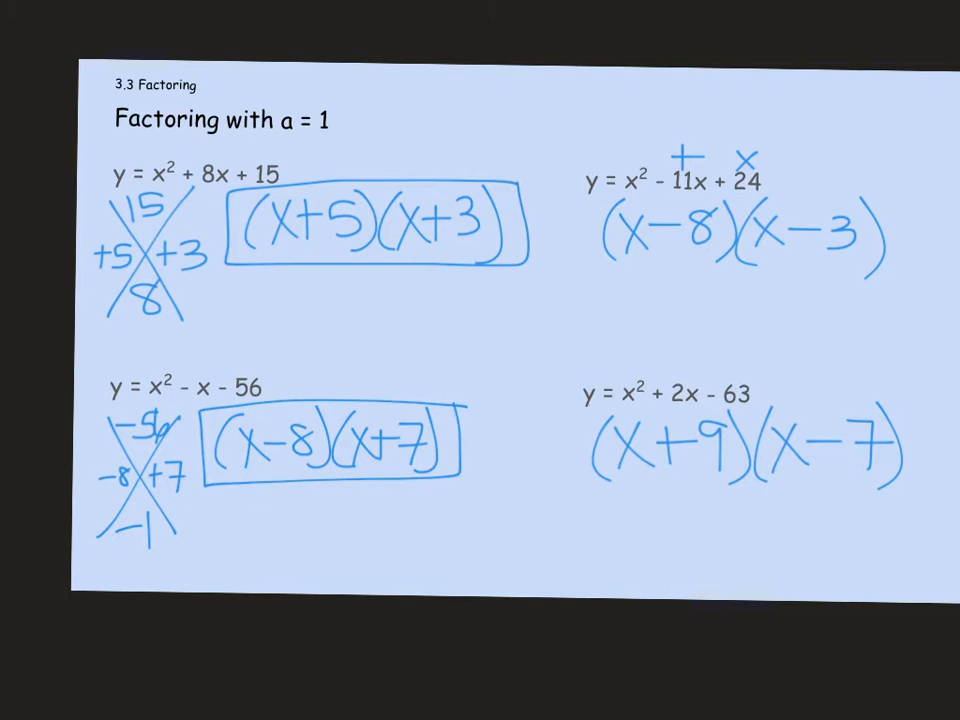 3.3 Factoring
Factoring with a = 1
y = x² + 8x + 15
15
+5 +3
8
(x+5)(x+3)
+ x
y = x² - 11x + 24
(x-8)(x-3)
y = x² - x - 56
-56
-8 +7
-1
(x-8)(x+7)
y = x² + 2x - 63
(x+9)(x-7)